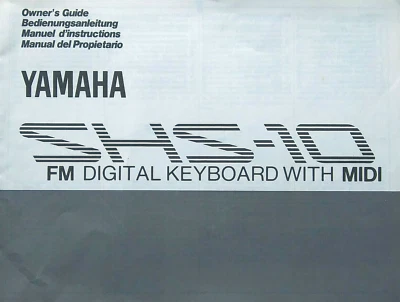 Owner's Guide
Bedienungsanleitung
Manuel d'instructions
Manual del Propietario
YAMAHA
SHS-10
FM DIGITAL KEYBOARD WITH MIDI